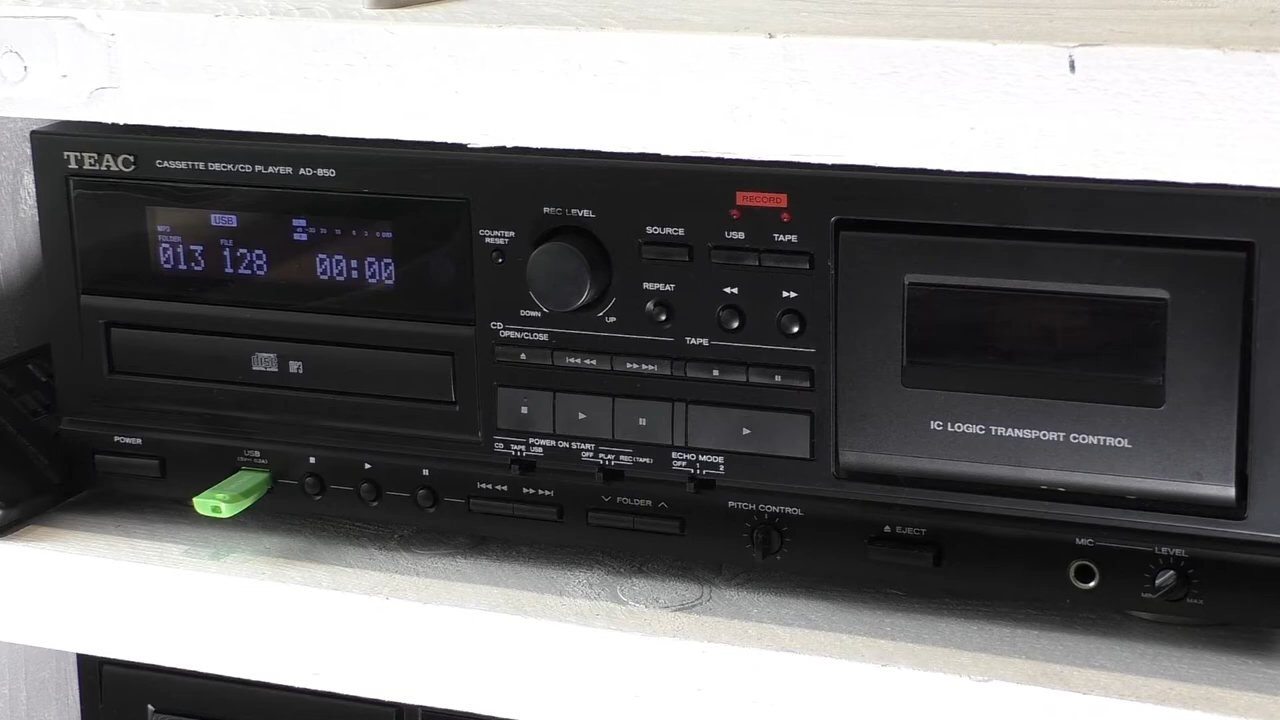 TEAC CASSETTE DECK/CD PLAYER AD-850
USB
MP3
FOLDER FILE
013 128 00:00
COUNTER RESET
REC LEVEL
DOWN UP
RECORD
SOURCE USB TAPE
REPEAT ◀◀ ▶▶
CD TAPE
OPEN/CLOSE
POWER ON START
CD TAPE USB
OFF PLAY REC(TAPE)
ECHO MODE
OFF 1 2
disc MP3
IC LOGIC TRANSPORT CONTROL
POWER
USB
FOLDER
PITCH CONTROL
EJECT
MIC LEVEL
MIN MAX